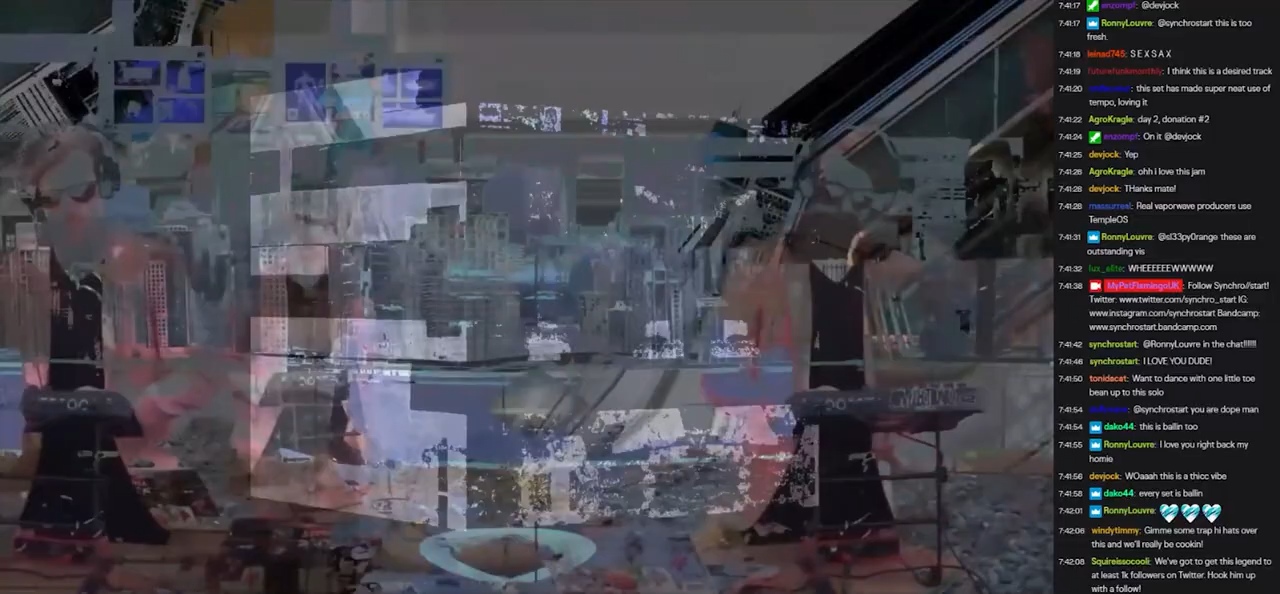 7:41:17 enzompf: @devjock
7:41:17 RonnyLouvre: @synchrostart this is too
fresh.
7:41:18 leinad745: S E X S A X
7:41:19 futurefunkmonthly: I think this is a desired track
7:41:20 this set has made super neat use of
tempo, loving it
7:41:22 AgroKragle: day 2, donation #2
7:41:24 enzompf: On it @devjock
7:41:25 devjock: Yep
7:41:28 AgroKragle: ohh i love this jam
7:41:28 devjock: THanks mate!
7:41:28 massurreal: Real vaporwave producers use
TempleOS
7:41:31 RonnyLouvre: @sl33py0range these are
outstanding vis
7:41:32 lux_elite: WHEEEEEEWWWWW
7:41:38 MyPetFlamingoUK: Follow Synchro//start!
Twitter: www.twitter.com/synchro_start IG:
www.instagram.com/synchrostart Bandcamp:
www.synchrostart.bandcamp.com
7:41:42 synchrostart: @RonnyLouvre in the chat!!!!!!!
7:41:46 synchrostart: I LOVE YOU DUDE!
7:41:50 tonidscat: Want to dance with one little toe
bean up to this solo
7:41:54 @synchrostart you are dope man
7:41:54 dako44: this is ballin too
7:41:55 RonnyLouvre: I love you right back my
homie
7:41:56 devjock: WOaaah this is a thicc vibe
7:41:58 dako44: every set is ballin
7:42:01 RonnyLouvre:
7:42:06 windytimmy: Gimme some trap hi hats over
this and we'll really be cookin!
7:42:08 Squireissocooli: We've got to get this legend to
at least 1k followers on Twitter. Hook him up
with a follow!